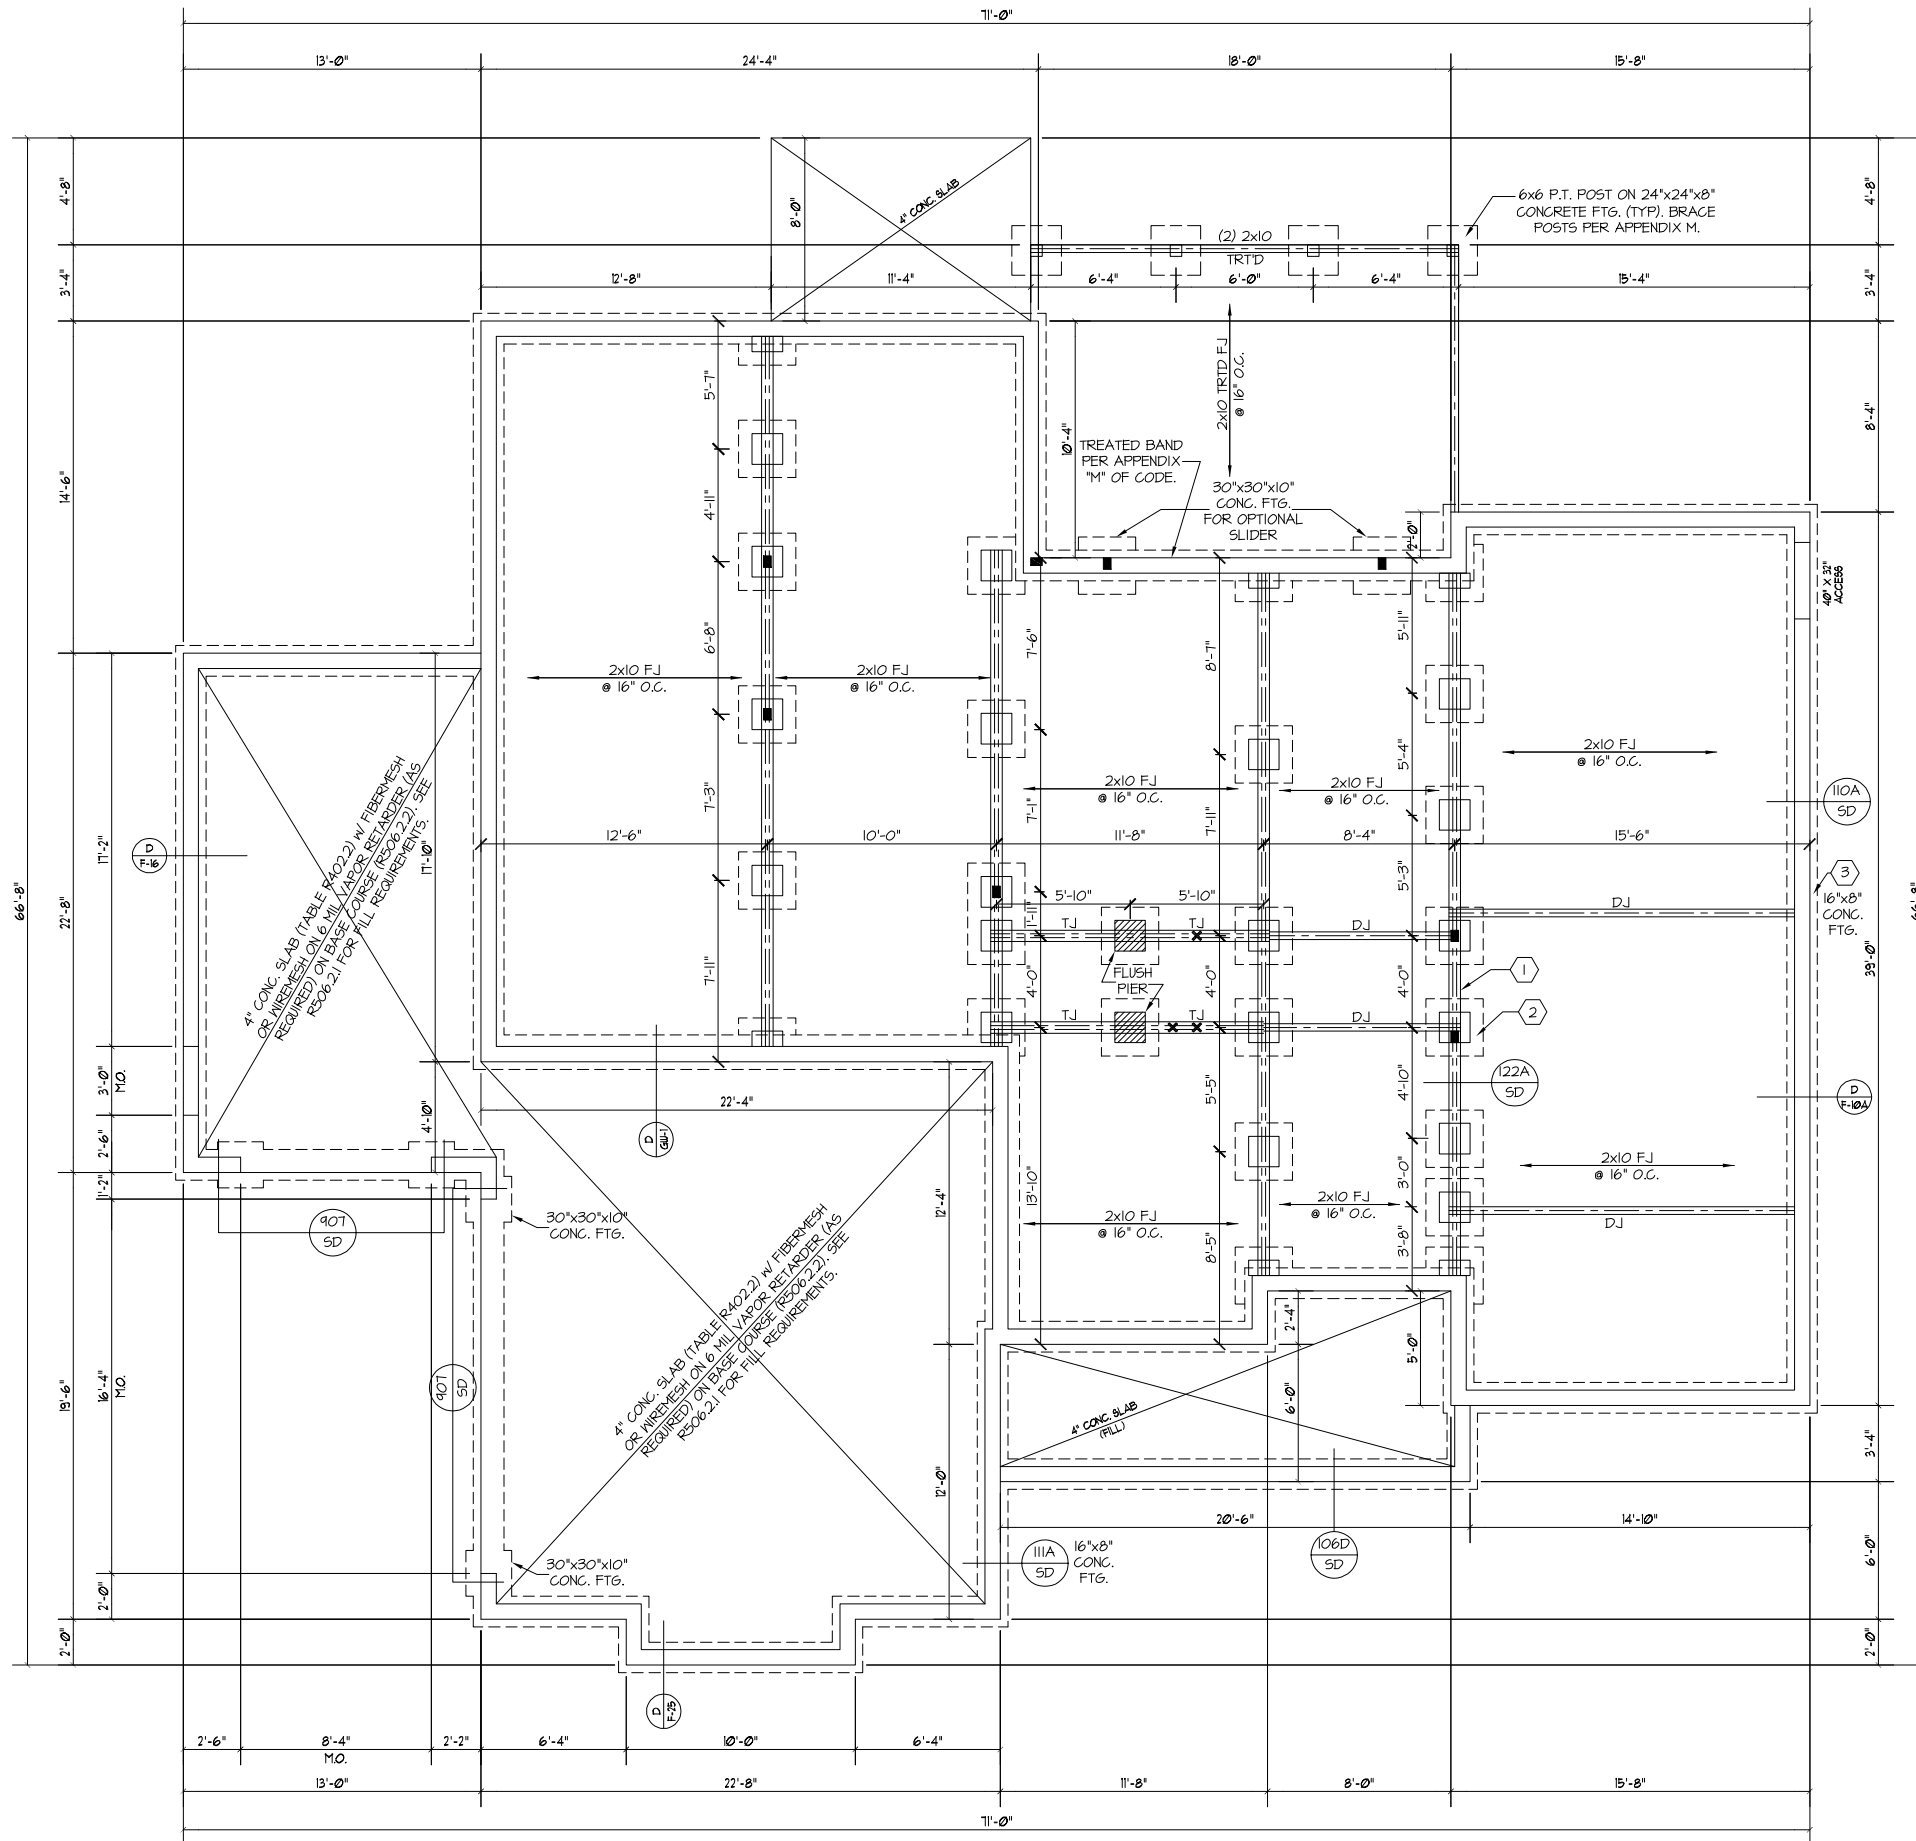 71'-0"
13'-0"
24'-4"
18'-0"
15'-8"
4'-8"
3'-4"
14'-6"
22'-8"
19'-6"
2'-0"
66'-8"
17'-2"
3'-0"
M.O.
2'-6"
1'-2"
16'-4"
M.O.
2'-0"
4'-8"
3'-4"
8'-4"
39'-0"
3'-4"
6'-0"
2'-0"
8'-0"
4" CONC. SLAB
6x6 P.T. POST ON 24"x24"x8"
CONCRETE FTG. (TYP). BRACE
POSTS PER APPENDIX M.
(2) 2x10
TRT'D
12'-8"
11'-4"
6'-4"
6'-0"
6'-4"
15'-4"
2x10 TRTD FJ
@ 16" O.C.
10'-4"
TREATED BAND
PER APPENDIX
"M" OF CODE.
30"x30"x10"
CONC. FTG.
FOR OPTIONAL
SLIDER
2'-0"
40" X 32"
ACCESS
5'-7"
4'-11"
6'-8"
7'-3"
7'-11"
2x10 FJ
@ 16" O.C.
2x10 FJ
@ 16" O.C.
7'-6"
7'-1"
1'-11"
4'-0"
13'-10"
8'-7"
7'-11"
4'-0"
5'-5"
8'-5"
5'-11"
5'-4"
5'-3"
4'-0"
4'-10"
3'-0"
3'-8"
2x10 FJ
@ 16" O.C.
2x10 FJ
@ 16" O.C.
2x10 FJ
@ 16" O.C.
110A
SD
12'-6"
10'-0"
11'-8"
8'-4"
15'-6"
3
16"x8"
CONC.
FTG.
D
F-16
17'-10"
4'-10"
4" CONC. SLAB (TABLE R402.2) W/ FIBERMESH
OR WIREMESH ON 6 MIL VAPOR RETARDER (AS
REQUIRED) ON BASE COURSE (R506.2.2). SEE
R506.2.1 FOR FILL REQUIREMENTS.
5'-10"
5'-10"
TJ
TJ
DJ
DJ
FLUSH
PIER
TJ
TJ
DJ
1
2
122A
SD
D
F-10A
22'-4"
D
GW-1
12'-4"
12'-0"
2x10 FJ
@ 16" O.C.
2x10 FJ
@ 16" O.C.
2x10 FJ
@ 16" O.C.
DJ
907
SD
30"x30"x10"
CONC. FTG.
907
SD
30"x30"x10"
CONC. FTG.
4" CONC. SLAB (TABLE R402.2) W/ FIBERMESH
OR WIREMESH ON 6 MIL VAPOR RETARDER (AS
REQUIRED) ON BASE COURSE (R506.2.2). SEE
R506.2.1 FOR FILL REQUIREMENTS.
2'-4"
6'-0"
5'-0"
4" CONC. SLAB
(FILL)
20'-6"
14'-10"
106D
SD
111A
SD
16"x8"
CONC.
FTG.
D
F-25
2'-6"
8'-4"
M.O.
2'-2"
6'-4"
10'-0"
6'-4"
13'-0"
22'-8"
11'-8"
8'-0"
15'-8"
71'-0"